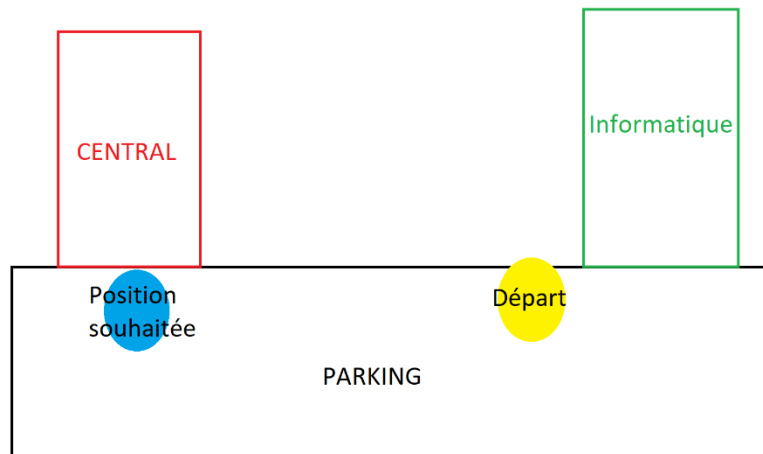 CENTRAL
Informatique
Position
souhaitée
Départ
PARKING